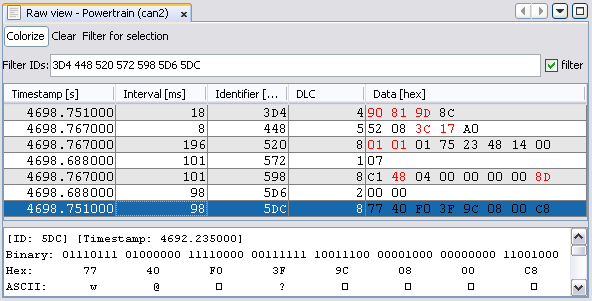 Raw view - Powertrain (can2)
Colorize Clear Filter for selection
Filter IDs: 3D4 448 520 572 598 5D6 5DC filter
Timestamp [s] Interval [ms] Identifier [... DLC Data [hex]
4698.751000 18 3D4 4 90 81 9D 8C
4698.767000 8 448 5 52 08 3C 17 A0
4698.767000 196 520 8 01 01 01 75 23 48 14 00
4698.688000 101 572 1 07
4698.767000 101 598 8 C1 48 04 00 00 00 00 8D
4698.688000 98 5D6 2 00 00
4698.751000 98 5DC 8 77 40 F0 3F 9C 08 00 C8
[ID: 5DC] [Timestamp: 4692.235000]
Binary: 01110111 01000000 11110000 00111111 10011100 00001000 00000000 11001000
Hex: 77 40 F0 3F 9C 08 00 C8
ASCII: w @ □ ? □ □ □ □